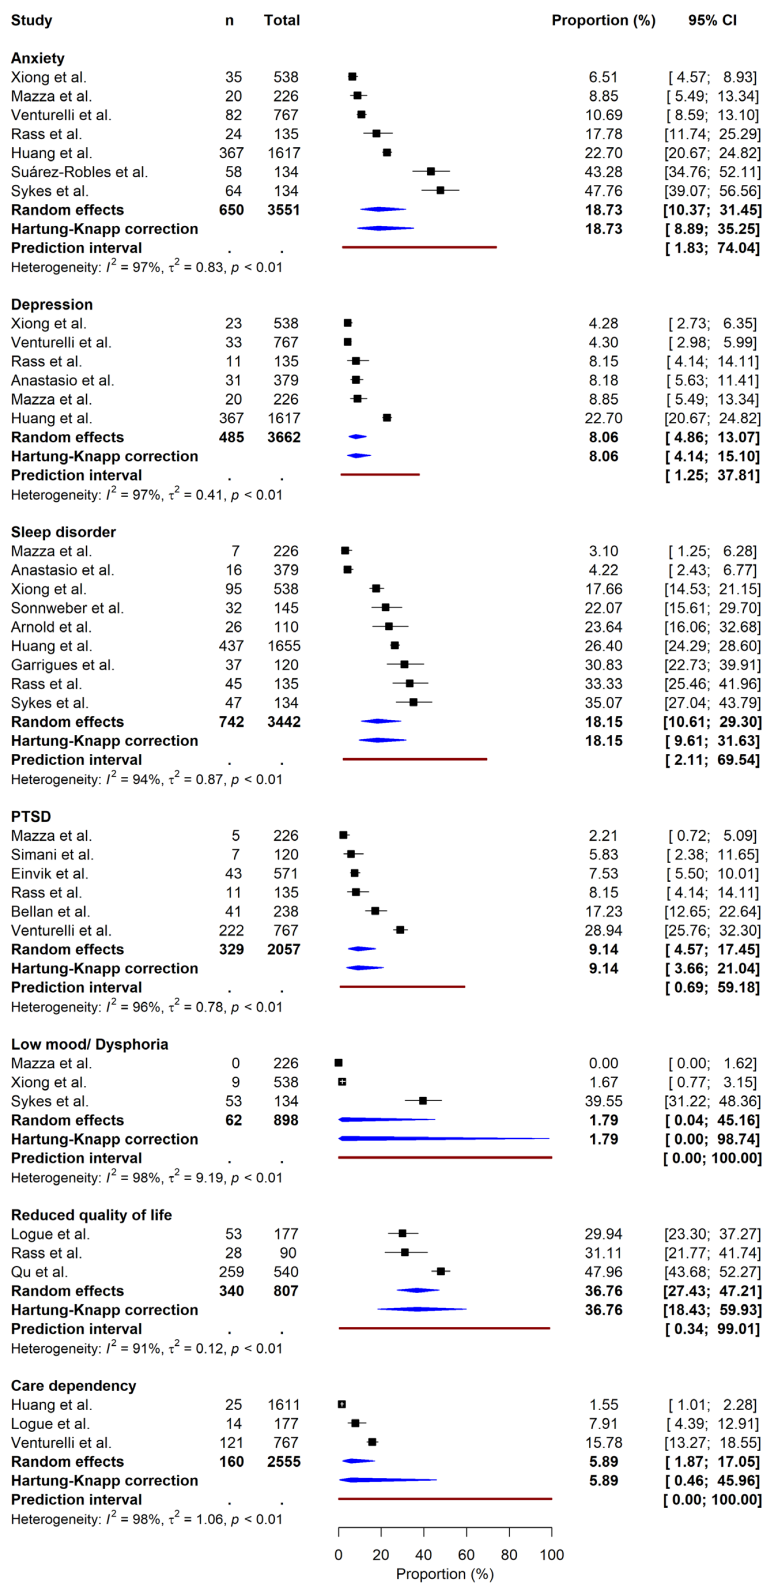 Study n Total Proportion (%) 95% CI
Anxiety
Xiong et al. 35 538 6.51 [ 4.57; 8.93]
Mazza et al. 20 226 8.85 [ 5.49; 13.34]
Venturelli et al. 82 767 10.69 [ 8.59; 13.10]
Rass et al. 24 135 17.78 [11.74; 25.29]
Huang et al. 367 1617 22.70 [20.67; 24.82]
Suárez-Robles et al. 58 134 43.28 [34.76; 52.11]
Sykes et al. 64 134 47.76 [39.07; 56.56]
Random effects 650 3551 18.73 [10.37; 31.45]
Hartung-Knapp correction 18.73 [ 8.89; 35.25]
Prediction interval . . [ 1.83; 74.04]
Heterogeneity: I² = 97%, τ² = 0.83, p < 0.01
Depression
Xiong et al. 23 538 4.28 [ 2.73; 6.35]
Venturelli et al. 33 767 4.30 [ 2.98; 5.99]
Rass et al. 11 135 8.15 [ 4.14; 14.11]
Anastasio et al. 31 379 8.18 [ 5.63; 11.41]
Mazza et al. 20 226 8.85 [ 5.49; 13.34]
Huang et al. 367 1617 22.70 [20.67; 24.82]
Random effects 485 3662 8.06 [ 4.86; 13.07]
Hartung-Knapp correction 8.06 [ 4.14; 15.10]
Prediction interval . . [ 1.25; 37.81]
Heterogeneity: I² = 97%, τ² = 0.41, p < 0.01
Sleep disorder
Mazza et al. 7 226 3.10 [ 1.25; 6.28]
Anastasio et al. 16 379 4.22 [ 2.43; 6.77]
Xiong et al. 95 538 17.66 [14.53; 21.15]
Sonnweber et al. 32 145 22.07 [15.61; 29.70]
Arnold et al. 26 110 23.64 [16.06; 32.68]
Huang et al. 437 1655 26.40 [24.29; 28.60]
Garrigues et al. 37 120 30.83 [22.73; 39.91]
Rass et al. 45 135 33.33 [25.46; 41.96]
Sykes et al. 47 134 35.07 [27.04; 43.79]
Random effects 742 3442 18.15 [10.61; 29.30]
Hartung-Knapp correction 18.15 [ 9.61; 31.63]
Prediction interval . . [ 2.11; 69.54]
Heterogeneity: I² = 94%, τ² = 0.87, p < 0.01
PTSD
Mazza et al. 5 226 2.21 [ 0.72; 5.09]
Simani et al. 7 120 5.83 [ 2.38; 11.65]
Einvik et al. 43 571 7.53 [ 5.50; 10.01]
Rass et al. 11 135 8.15 [ 4.14; 14.11]
Bellan et al. 41 238 17.23 [12.65; 22.64]
Venturelli et al. 222 767 28.94 [25.76; 32.30]
Random effects 329 2057 9.14 [ 4.57; 17.45]
Hartung-Knapp correction 9.14 [ 3.66; 21.04]
Prediction interval . . [ 0.69; 59.18]
Heterogeneity: I² = 96%, τ² = 0.78, p < 0.01
Low mood/ Dysphoria
Mazza et al. 0 226 0.00 [ 0.00; 1.62]
Xiong et al. 9 538 1.67 [ 0.77; 3.15]
Sykes et al. 53 134 39.55 [31.22; 48.36]
Random effects 62 898 1.79 [ 0.04; 45.16]
Hartung-Knapp correction 1.79 [ 0.00; 98.74]
Prediction interval . . [ 0.00; 100.00]
Heterogeneity: I² = 98%, τ² = 9.19, p < 0.01
Reduced quality of life
Logue et al. 53 177 29.94 [23.30; 37.27]
Rass et al. 28 90 31.11 [21.77; 41.74]
Qu et al. 259 540 47.96 [43.68; 52.27]
Random effects 340 807 36.76 [27.43; 47.21]
Hartung-Knapp correction 36.76 [18.43; 59.93]
Prediction interval . . [ 0.34; 99.01]
Heterogeneity: I² = 91%, τ² = 0.12, p < 0.01
Care dependency
Huang et al. 25 1611 1.55 [ 1.01; 2.28]
Logue et al. 14 177 7.91 [ 4.39; 12.91]
Venturelli et al. 121 767 15.78 [13.27; 18.55]
Random effects 160 2555 5.89 [ 1.87; 17.05]
Hartung-Knapp correction 5.89 [ 0.46; 45.96]
Prediction interval . . [ 0.00; 100.00]
Heterogeneity: I² = 98%, τ² = 1.06, p < 0.01
0 20 40 60 80 100
Proportion (%)